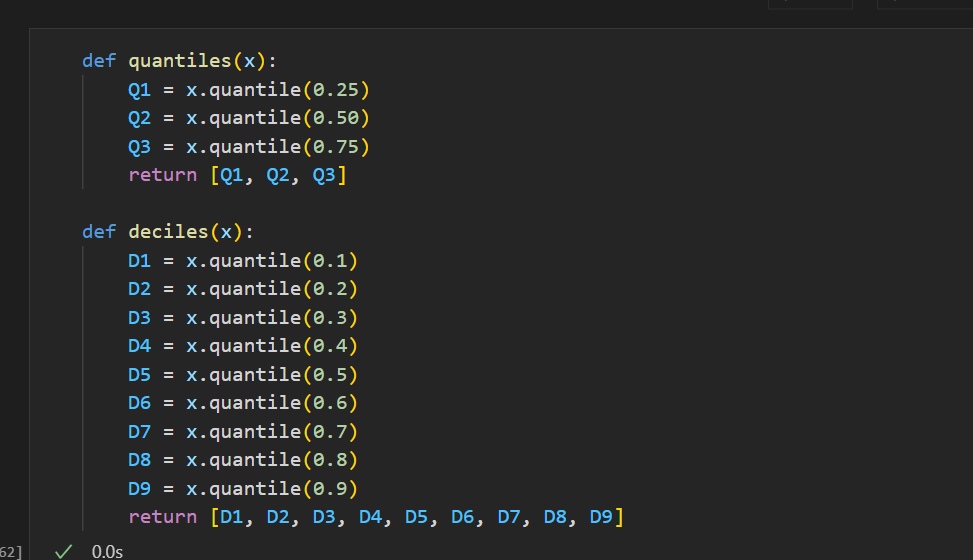 def quantiles(x):
    Q1 = x.quantile(0.25)
    Q2 = x.quantile(0.50)
    Q3 = x.quantile(0.75)
    return [Q1, Q2, Q3]

def deciles(x):
    D1 = x.quantile(0.1)
    D2 = x.quantile(0.2)
    D3 = x.quantile(0.3)
    D4 = x.quantile(0.4)
    D5 = x.quantile(0.5)
    D6 = x.quantile(0.6)
    D7 = x.quantile(0.7)
    D8 = x.quantile(0.8)
    D9 = x.quantile(0.9)
    return [D1, D2, D3, D4, D5, D6, D7, D8, D9]
62] ✓ 0.0s